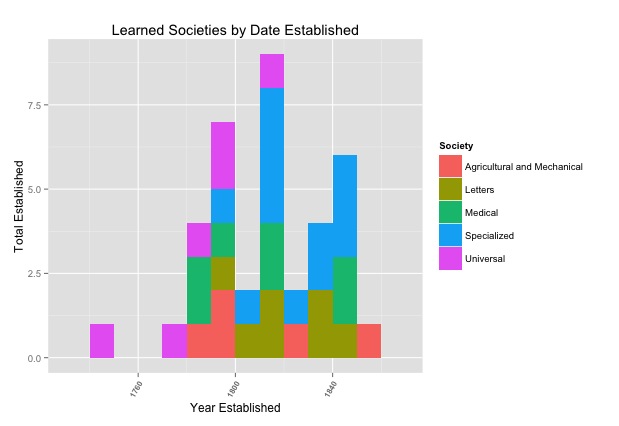 Learned Societies by Date Established
Total Established
7.5
5.0
2.5
0.0
1760
1800
1840
Year Established
Society
Agricultural and Mechanical
Letters
Medical
Specialized
Universal